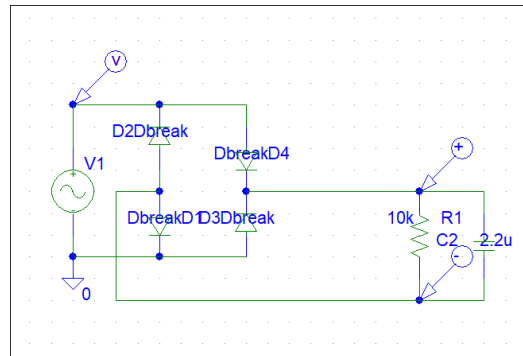 V
D2Dbreak
DbreakD4
V1
+
-
+
DbreakD1
D3Dbreak
10k
R1
C2
2.2u
-
0